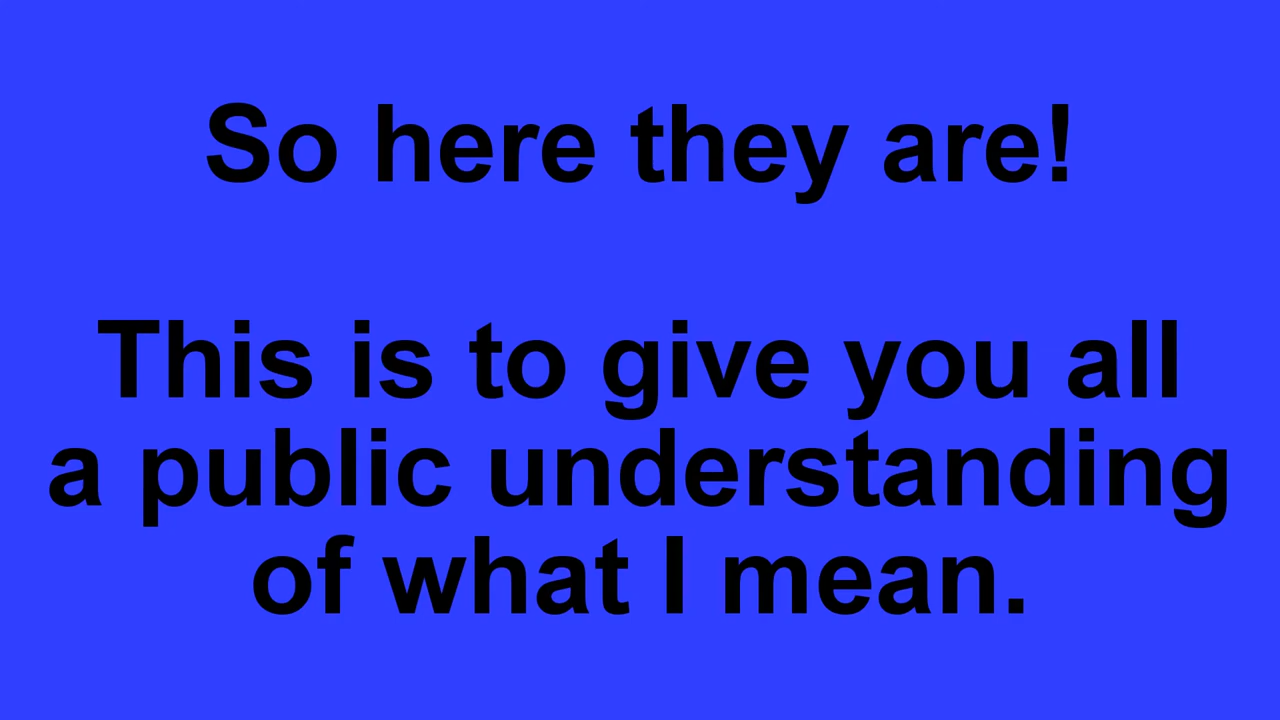 So here they are!
This is to give you all
a public understanding
of what I mean.